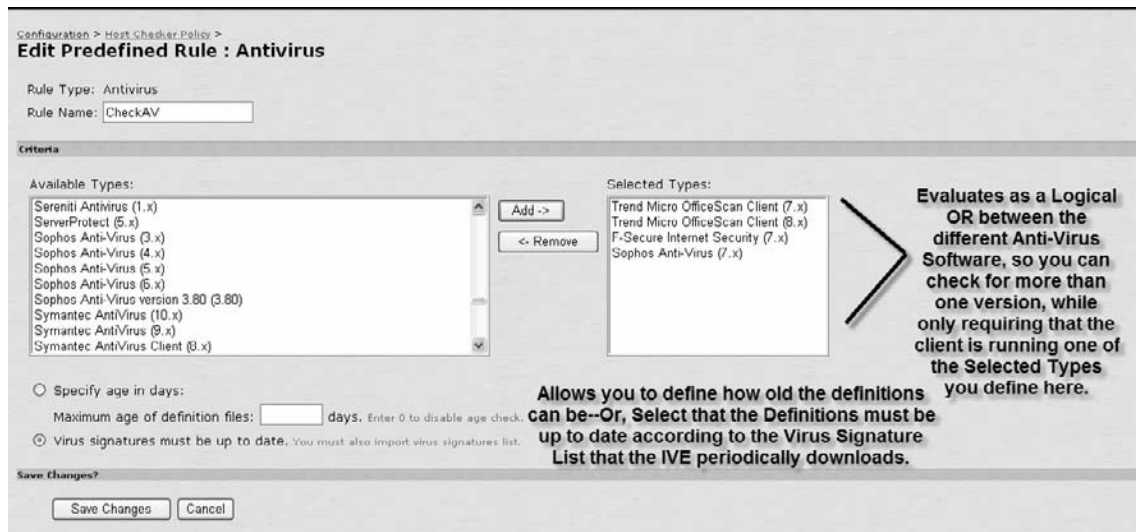 Configuration > Host Checker Policy >
Edit Predefined Rule : Antivirus
Rule Type: Antivirus
Rule Name: CheckAV
Criteria
Available Types:
Sereniti Antivirus (1.x)
ServerProtect (5.x)
Sophos Anti-Virus (3.x)
Sophos Anti-Virus (4.x)
Sophos Anti-Virus (5.x)
Sophos Anti-Virus (6.x)
Sophos Anti-Virus version 3.80 (3.80)
Symantec AntiVirus (10.x)
Symantec AntiVirus (9.x)
Symantec AntiVirus Client (8.x)
Add ->
<- Remove
Selected Types:
Trend Micro OfficeScan Client (7.x)
Trend Micro OfficeScan Client (8.x)
F-Secure Internet Security (7.x)
Sophos Anti-Virus (7.x)
Evaluates as a Logical
OR between the
different Anti-Virus
Software, so you can
check for more than
one version, while
only requiring that the
client is running one of
the Selected Types
you define here.
Specify age in days:
Maximum age of definition files: days. Enter 0 to disable age check.
Virus signatures must be up to date. You must also import virus signatures list.
Allows you to define how old the definitions
can be--Or, Select that the Definitions must be
up to date according to the Virus Signature
List that the IVE periodically downloads.
Save Changes?
Save Changes
Cancel